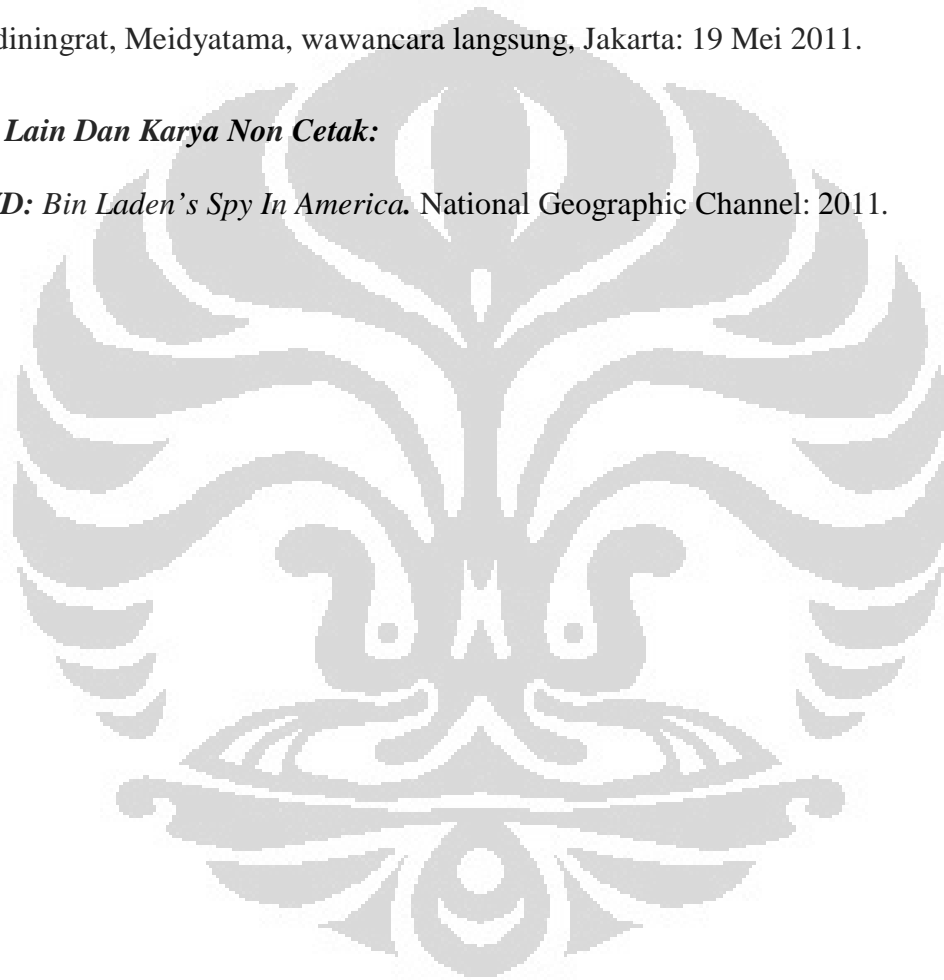 diningrat, Meidyatama, wawancara langsung, Jakarta: 19 Mei 2011.
Lain Dan Karya Non Cetak:
D: Bin Laden’s Spy In America. National Geographic Channel: 2011.